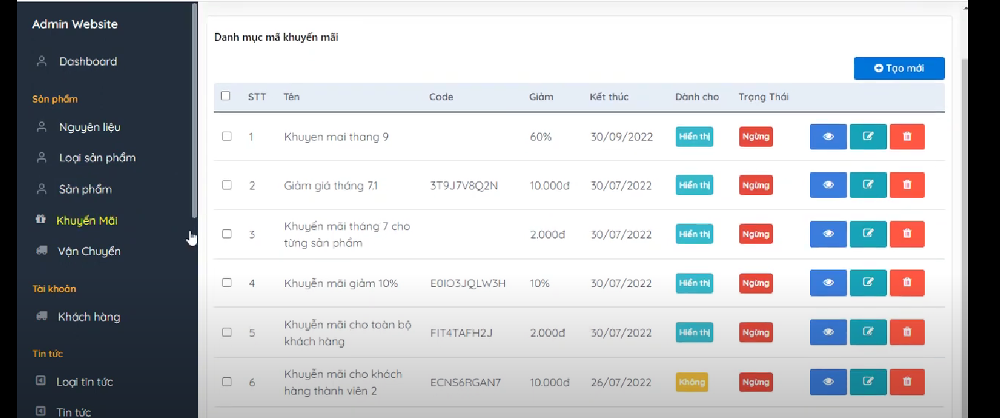 Admin Website
Dashboard
Sản phẩm
Nguyên liệu
Loại sản phẩm
Sản phẩm
Khuyến Mãi
Vận Chuyển
Tài khoản
Khách hàng
Tin tức
Loại tin tức
Tin tức
Danh mục mã khuyến mãi
Tạo mới
STT Tên Code Giảm Kết thúc Dành cho Trạng Thái
1 Khuyen mai thang 9 60% 30/09/2022 Hiển thị Ngừng
2 Giảm giá tháng 7.1 3T9J7V8Q2N 10.000đ 30/07/2022 Hiển thị Ngừng
3 Khuyến mãi tháng 7 cho
từng sản phẩm 2.000đ 30/07/2022 Hiển thị Ngừng
4 Khuyễn mãi giảm 10% E0IO3JQLW3H 10% 30/07/2022 Hiển thị Ngừng
5 Khuyễn mãi cho toàn bộ
khách hàng FIT4TAFH2J 2.000đ 30/07/2022 Hiển thị Ngừng
6 Khuyễn mãi cho khách
hàng thành viên 2 ECNS6RGAN7 10.000đ 26/07/2022 Không Ngừng